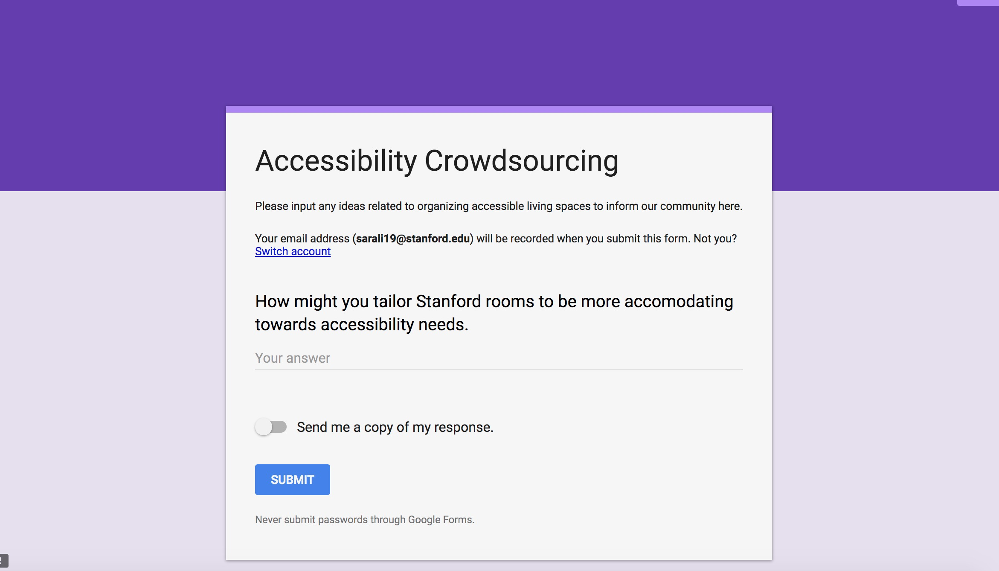 Accessibility Crowdsourcing
Please input any ideas related to organizing accessible living spaces to inform our community here.
Your email address (sarali19@stanford.edu) will be recorded when you submit this form. Not you?
Switch account
How might you tailor Stanford rooms to be more accomodating
towards accessibility needs.
Your answer
Send me a copy of my response.
SUBMIT
Never submit passwords through Google Forms.